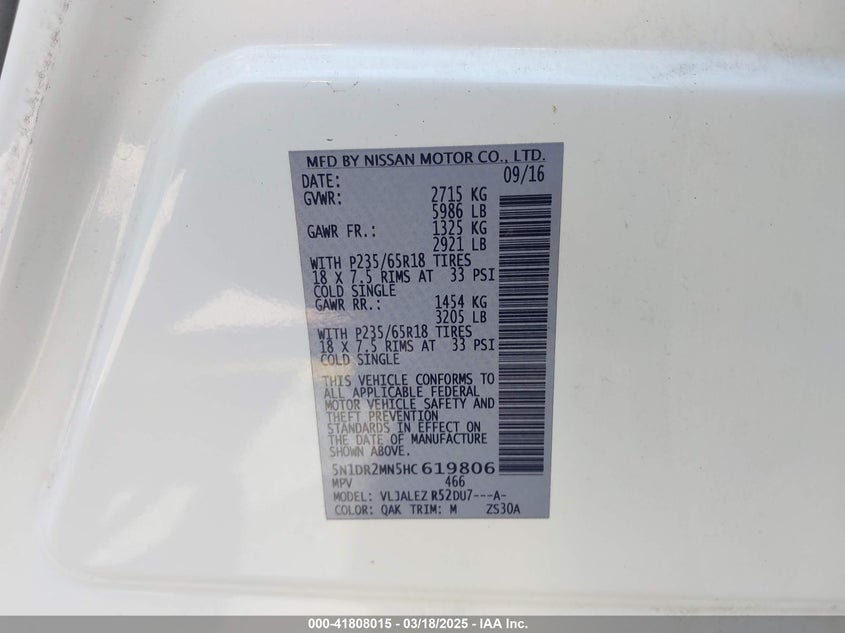 MFD BY NISSAN MOTOR CO., LTD.
DATE: 09/16
GVWR: 2715 KG
5986 LB
GAWR FR.: 1325 KG
2921 LB
WITH P235/65R18 TIRES
18 X 7.5 RIMS AT 33 PSI
COLD SINGLE
GAWR RR.: 1454 KG
3205 LB
WITH P235/65R18 TIRES
18 X 7.5 RIMS AT 33 PSI
COLD SINGLE
THIS VEHICLE CONFORMS TO
ALL APPLICABLE FEDERAL
MOTOR VEHICLE SAFETY AND
THEFT PREVENTION
STANDARDS IN EFFECT ON
THE DATE OF MANUFACTURE
SHOWN ABOVE.
5N1DR2MN5HC619806
MPV 466
MODEL: VLJALEZ R52DU7---A-
COLOR: QAK TRIM: M ZS30A
000-41808015 - 03/18/2025 - IAA Inc.